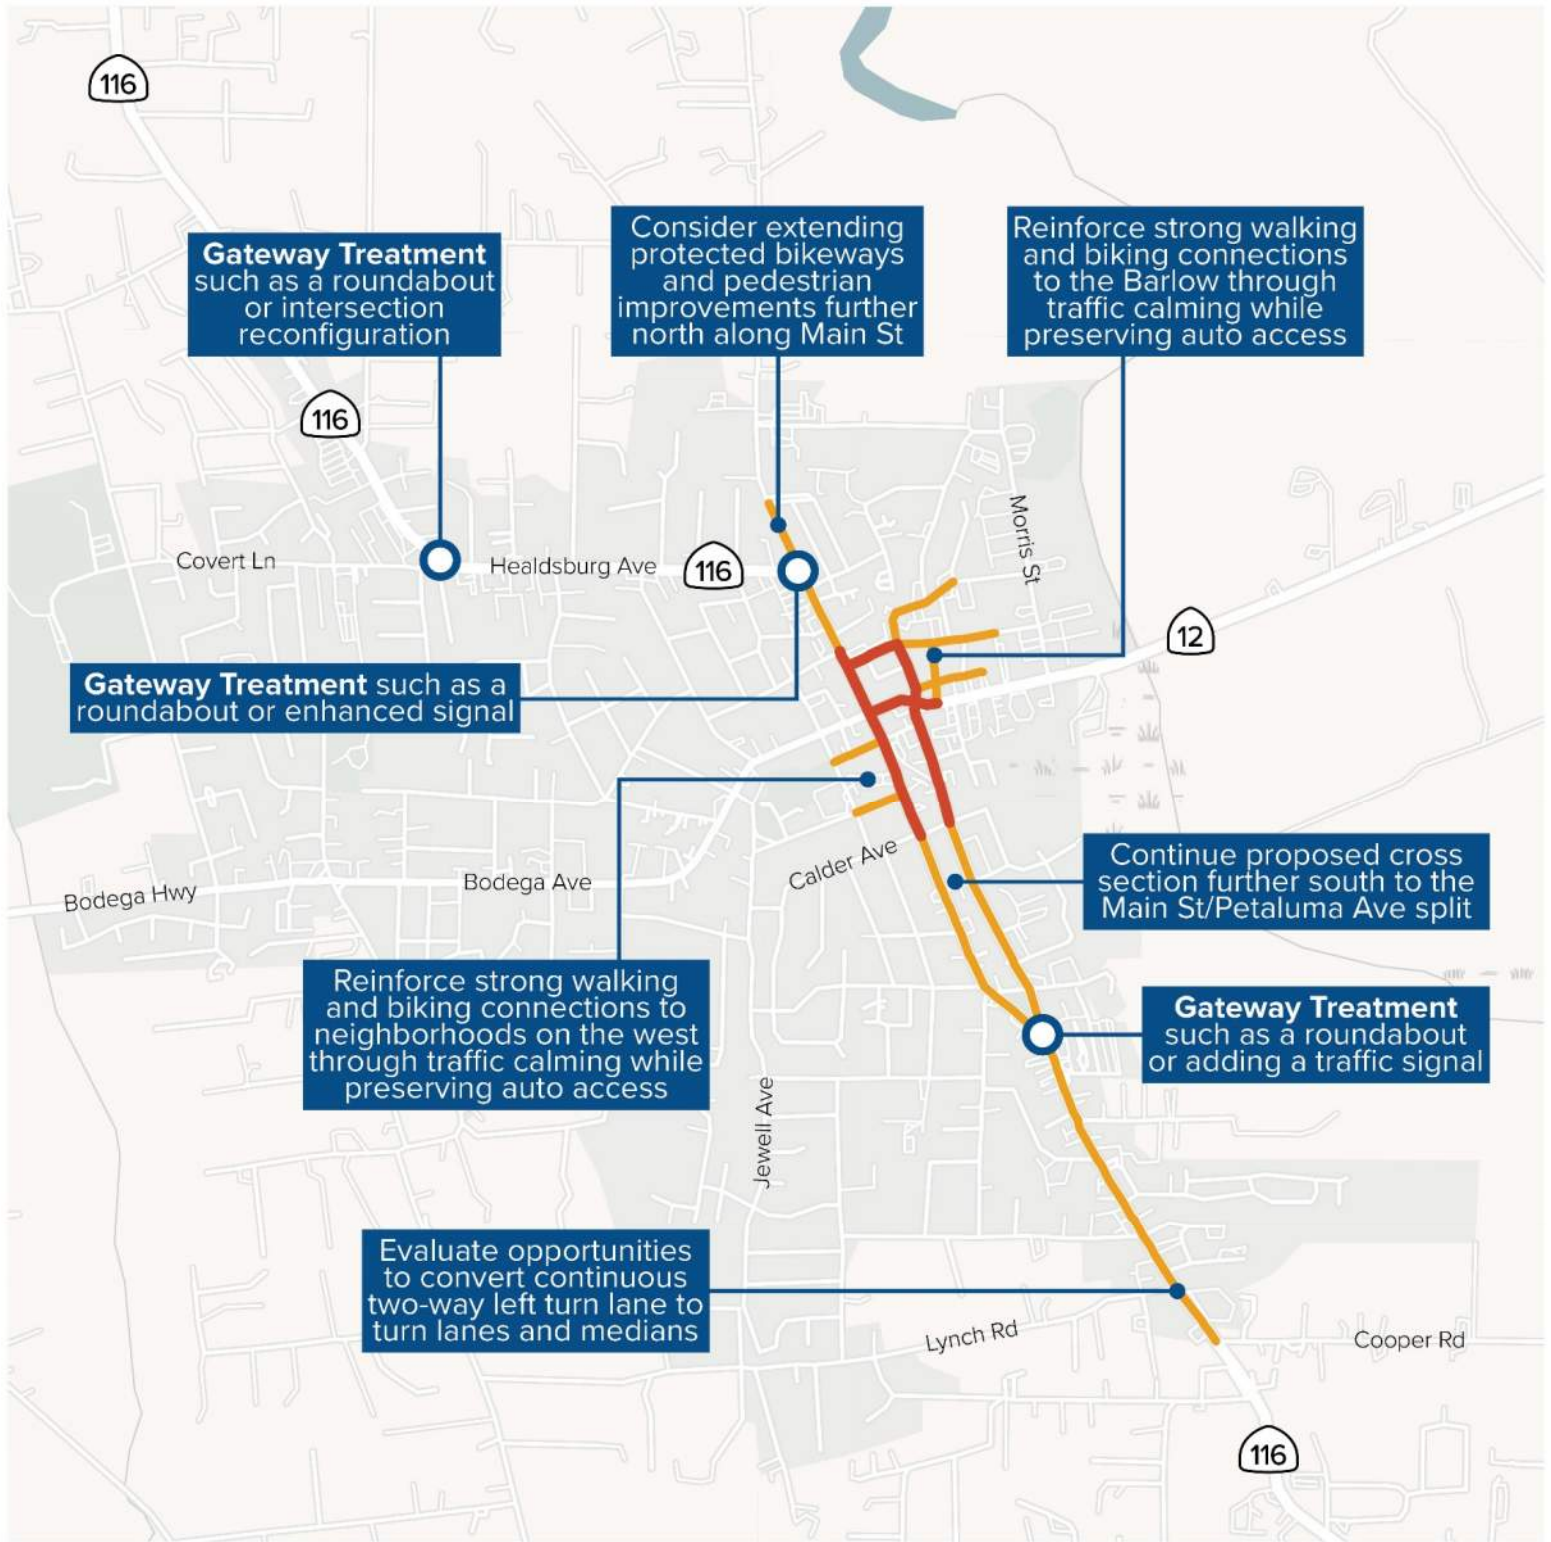 116
Gateway Treatment
such as a roundabout
or intersection
reconfiguration
Consider extending
protected bikeways
and pedestrian
improvements further
north along Main St
Reinforce strong walking
and biking connections
to the Barlow through
traffic calming while
preserving auto access
116
Morris St
Covert Ln
Healdsburg Ave
116
12
Gateway Treatment such as a
roundabout or enhanced signal
Calder Ave
Bodega Hwy
Bodega Ave
Continue proposed cross
section further south to the
Main St/Petaluma Ave split
Reinforce strong walking
and biking connections to
neighborhoods on the west
through traffic calming while
preserving auto access
Gateway Treatment
such as a roundabout
or adding a traffic signal
Jewell Ave
Evaluate opportunities
to convert continuous
two-way left turn lane to
turn lanes and medians
Lynch Rd
Cooper Rd
116